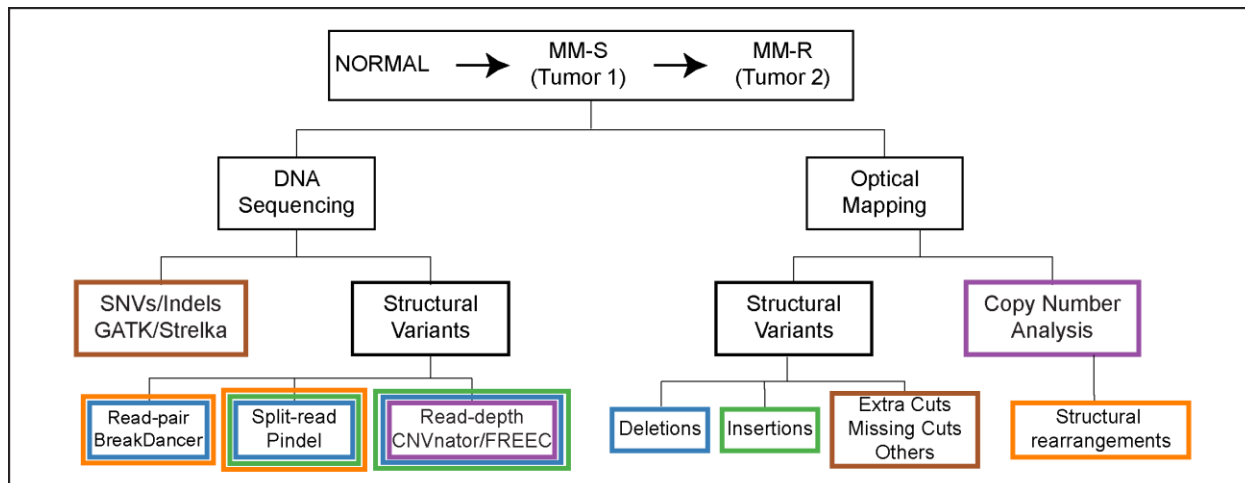 NORMAL
MM-S
(Tumor 1)
MM-R
(Tumor 2)
DNA
Sequencing
Optical
Mapping
SNVs/Indels
GATK/Strelka
Structural
Variants
Structural
Variants
Copy Number
Analysis
Read-pair
BreakDancer
Split-read
Pindel
Read-depth
CNVnator/FREEC
Deletions
Insertions
Extra Cuts
Missing Cuts
Others
Structural
rearrangements